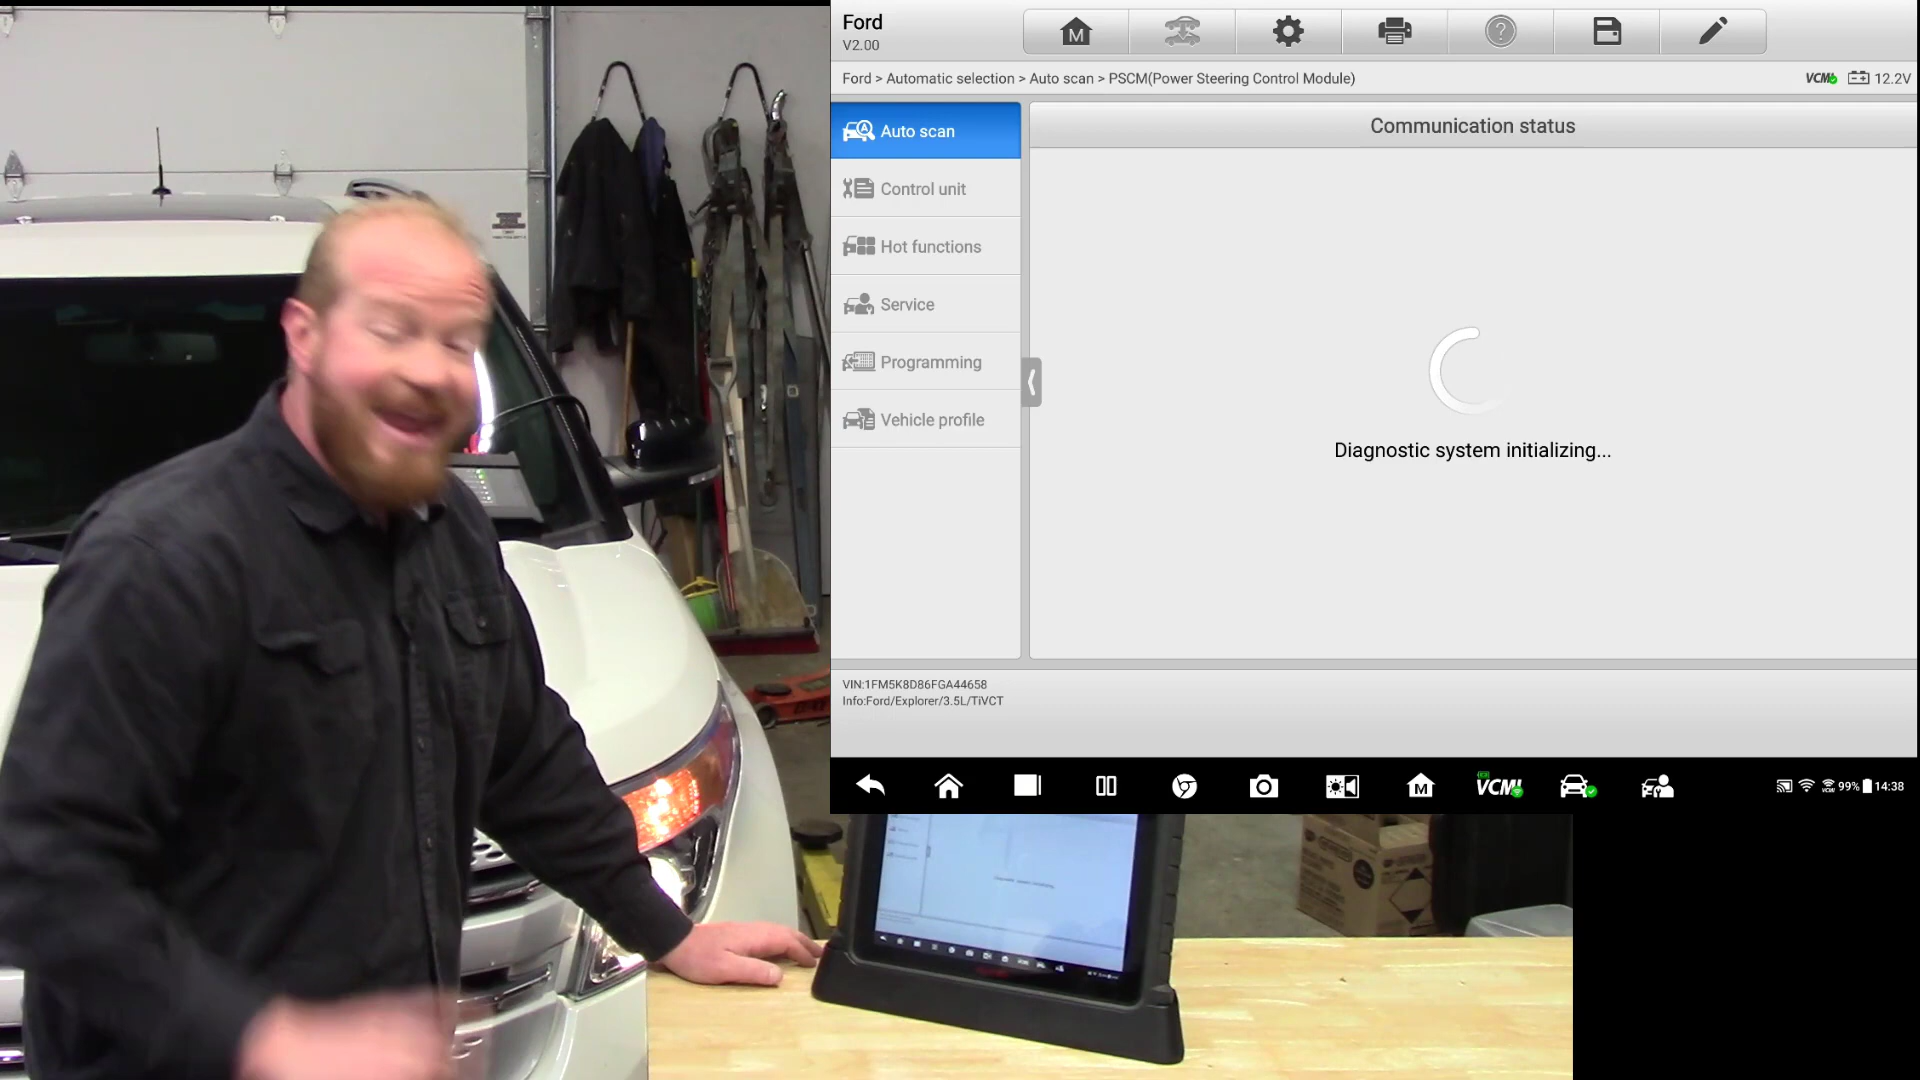 Ford
V2.00
M
?
Ford > Automatic selection > Auto scan > PSCM(Power Steering Control Module)
VCMI
12.2V
Auto scan
Communication status
Control unit
Hot functions
Service
Programming
Vehicle profile
Diagnostic system initializing...
VIN:1FM5K8D86FGA44658
Info:Ford/Explorer/3.5L/TiVCT
M
VCMI
99%
14:38